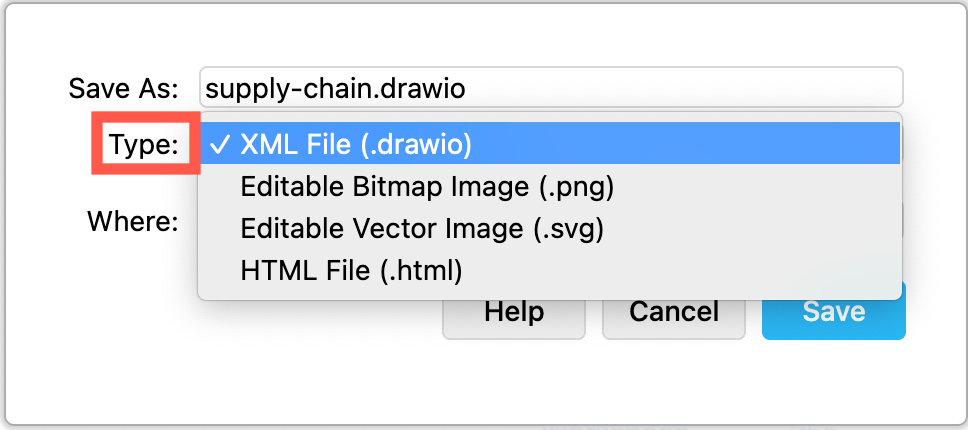 Save As: supply-chain.drawio
Type: ✓ XML File (.drawio)
Editable Bitmap Image (.png)
Where: Editable Vector Image (.svg)
HTML File (.html)
Help Cancel Save